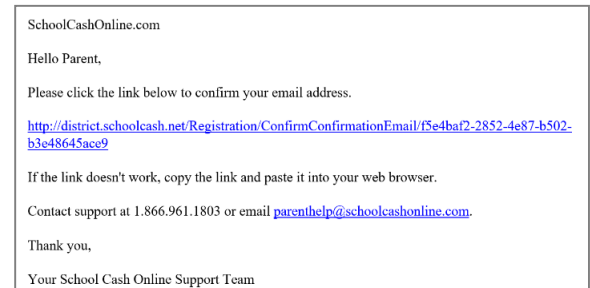 SchoolCashOnline.com
Hello Parent,
Please click the link below to confirm your email address.
http://district.schoolcash.net/Registration/ConfirmConfirmationEmail/f5e4baf2-2852-4e87-b502-
b3e48645ace9
If the link doesn't work, copy the link and paste it into your web browser.
Contact support at 1.866.961.1803 or email parenthelp@schoolcashonline.com.
Thank you,
Your School Cash Online Support Team